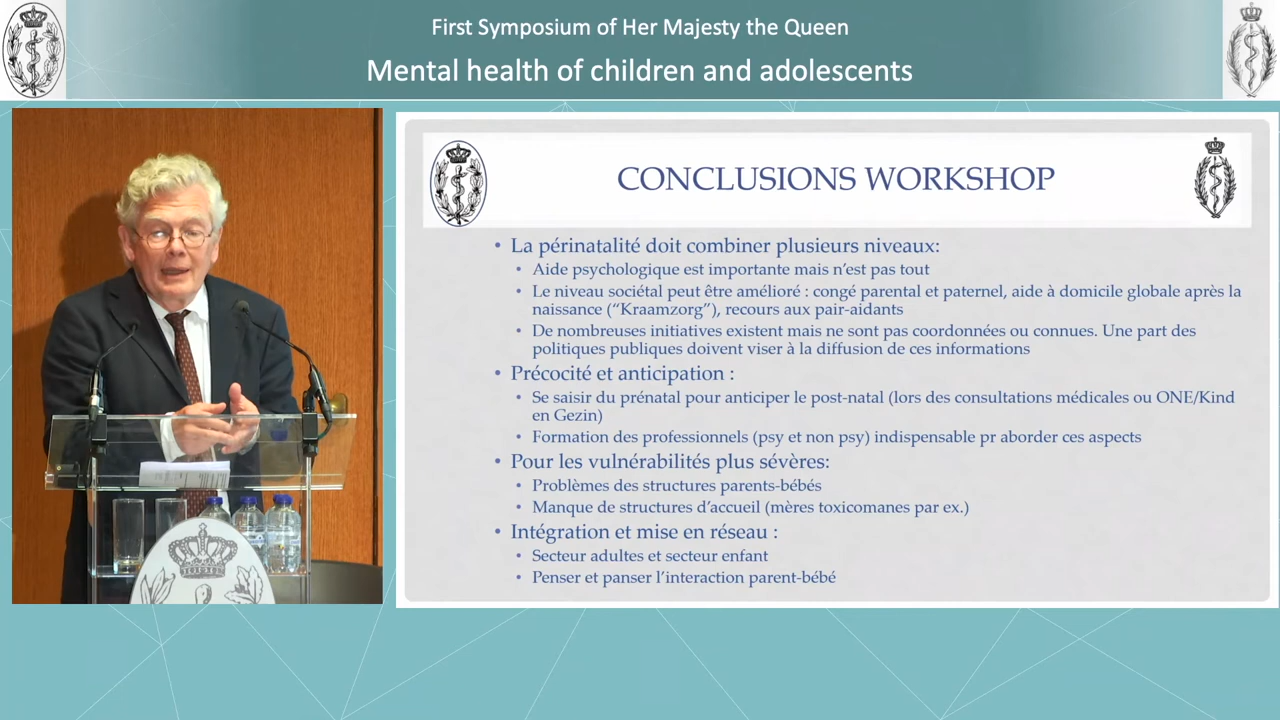 First Symposium of Her Majesty the Queen
Mental health of children and adolescents
CONCLUSIONS WORKSHOP
• La périnatalité doit combiner plusieurs niveaux:
• Aide psychologique est importante mais n’est pas tout
• Le niveau sociétal peut être amélioré : congé parental et paternel, aide à domicile globale après la
naissance (“Kraamzorg”), recours aux pair-aidants
• De nombreuses initiatives existent mais ne sont pas coordonnées ou connues. Une part des
politiques publiques doivent viser à la diffusion de ces informations
• Précocité et anticipation :
• Se saisir du prénatal pour anticiper le post-natal (lors des consultations médicales ou ONE/Kind
en Gezin)
• Formation des professionnels (psy et non psy) indispensable pr aborder ces aspects
• Pour les vulnérabilités plus sévères:
• Problèmes des structures parents-bébés
• Manque de structures d’accueil (mères toxicomanes par ex.)
• Intégration et mise en réseau :
• Secteur adultes et secteur enfant
• Penser et panser l’interaction parent-bébé